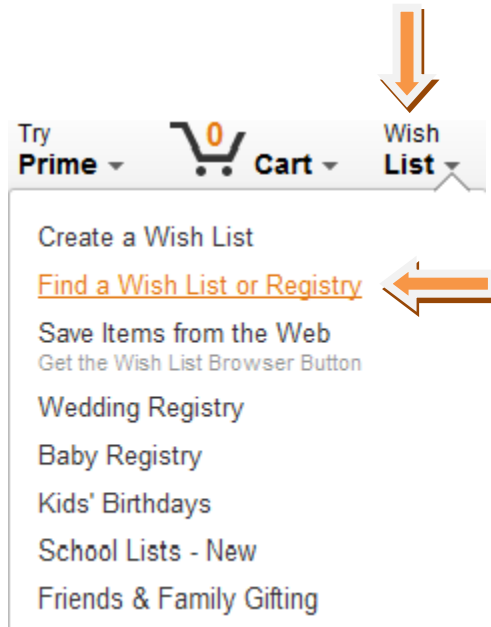 Try
Prime
0
Cart
Wish
List
Create a Wish List
Find a Wish List or Registry
Save Items from the Web
Get the Wish List Browser Button
Wedding Registry
Baby Registry
Kids' Birthdays
School Lists - New
Friends & Family Gifting